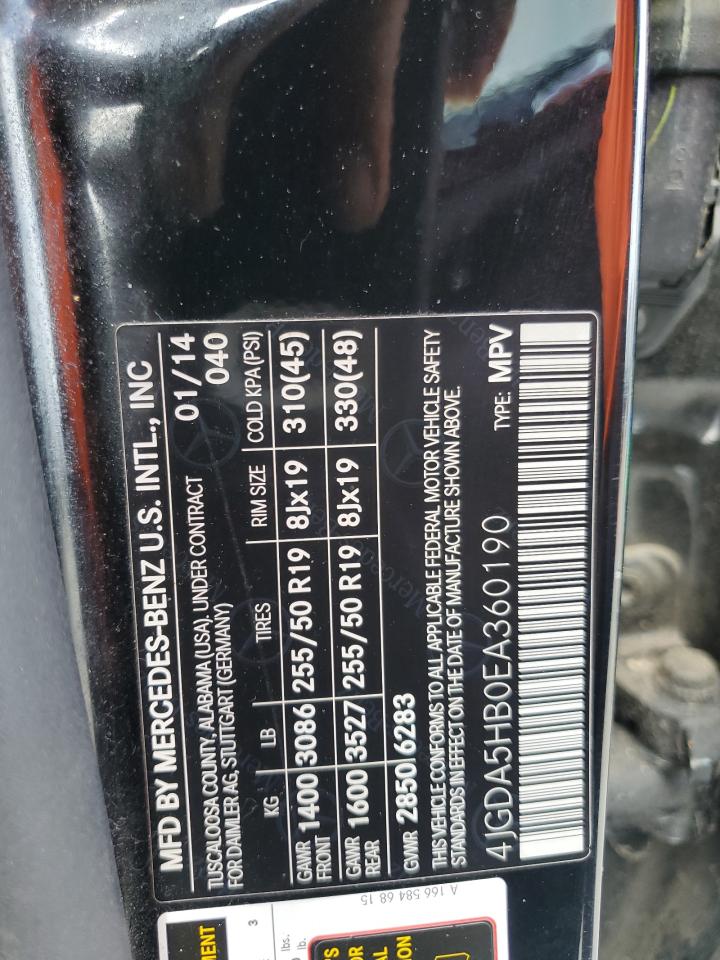 MFD BY MERCEDES-BENZ U.S. INTL., INC
TUSCALOOSA COUNTY, ALABAMA (USA), UNDER CONTRACT 01/14
FOR DAIMLER AG, STUTTGART (GERMANY) 040
KG LB TIRES RIM SIZE COLD KPA (PSI)
GAWR FRONT 1400 3086 255/50 R19 8Jx19 310(45)
GAWR REAR 1600 3527 255/50 R19 8Jx19 330(48)
GWR 2850 6283
THIS VEHICLE CONFORMS TO ALL APPLICABLE FEDERAL MOTOR VEHICLE SAFETY
STANDARDS IN EFFECT ON THE DATE OF MANUFACTURE SHOWN ABOVE.
4JGDA5HB0EA360190 TYPE: MPV
A 166 584 68 15
3
lbs.
lb.